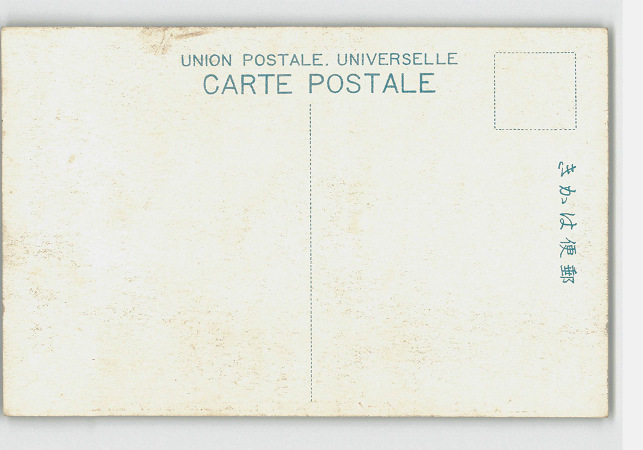 UNION POSTALE. UNIVERSELLE
CARTE POSTALE
郵便はかき